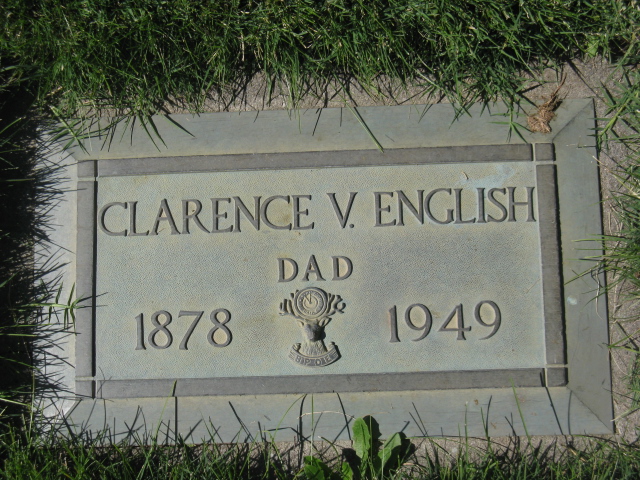 CLARENCE V. ENGLISH
DAD
1878 1949
B.P.O.E.